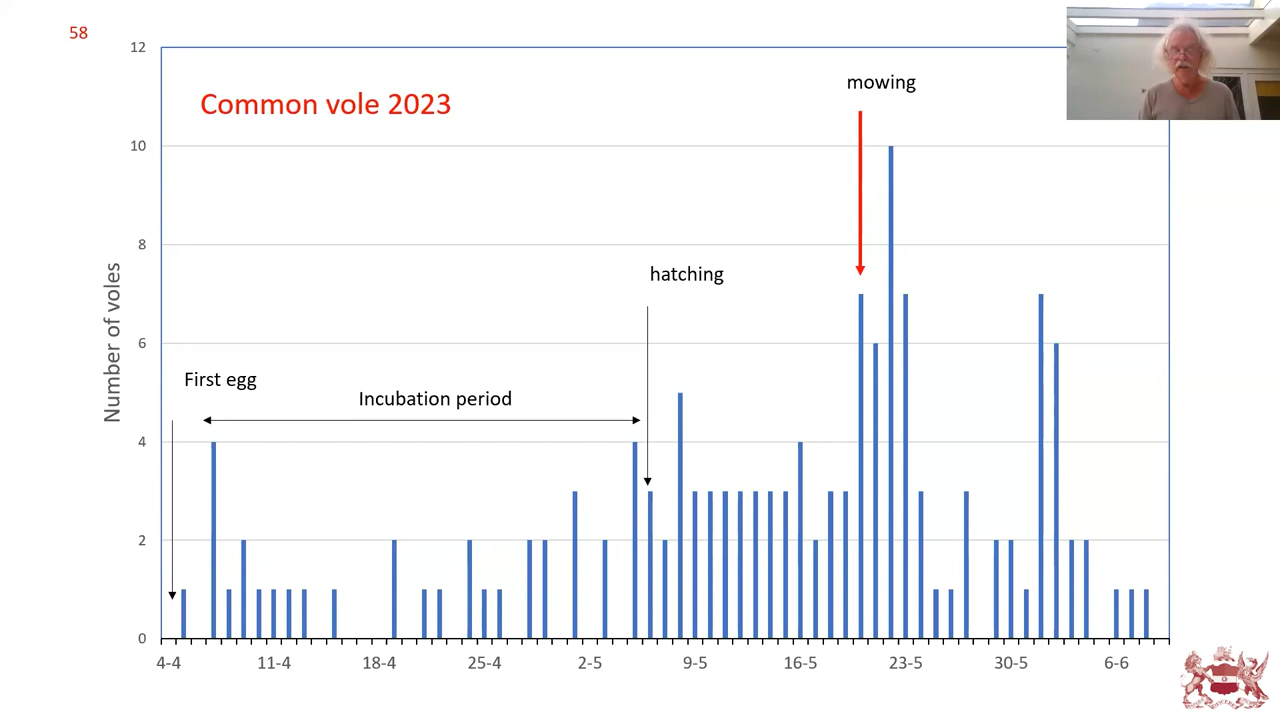 58
Common vole 2023
mowing
hatching
First egg
Incubation period
Number of voles
12
10
8
6
4
2
0
4-4 11-4 18-4 25-4 2-5 9-5 16-5 23-5 30-5 6-6